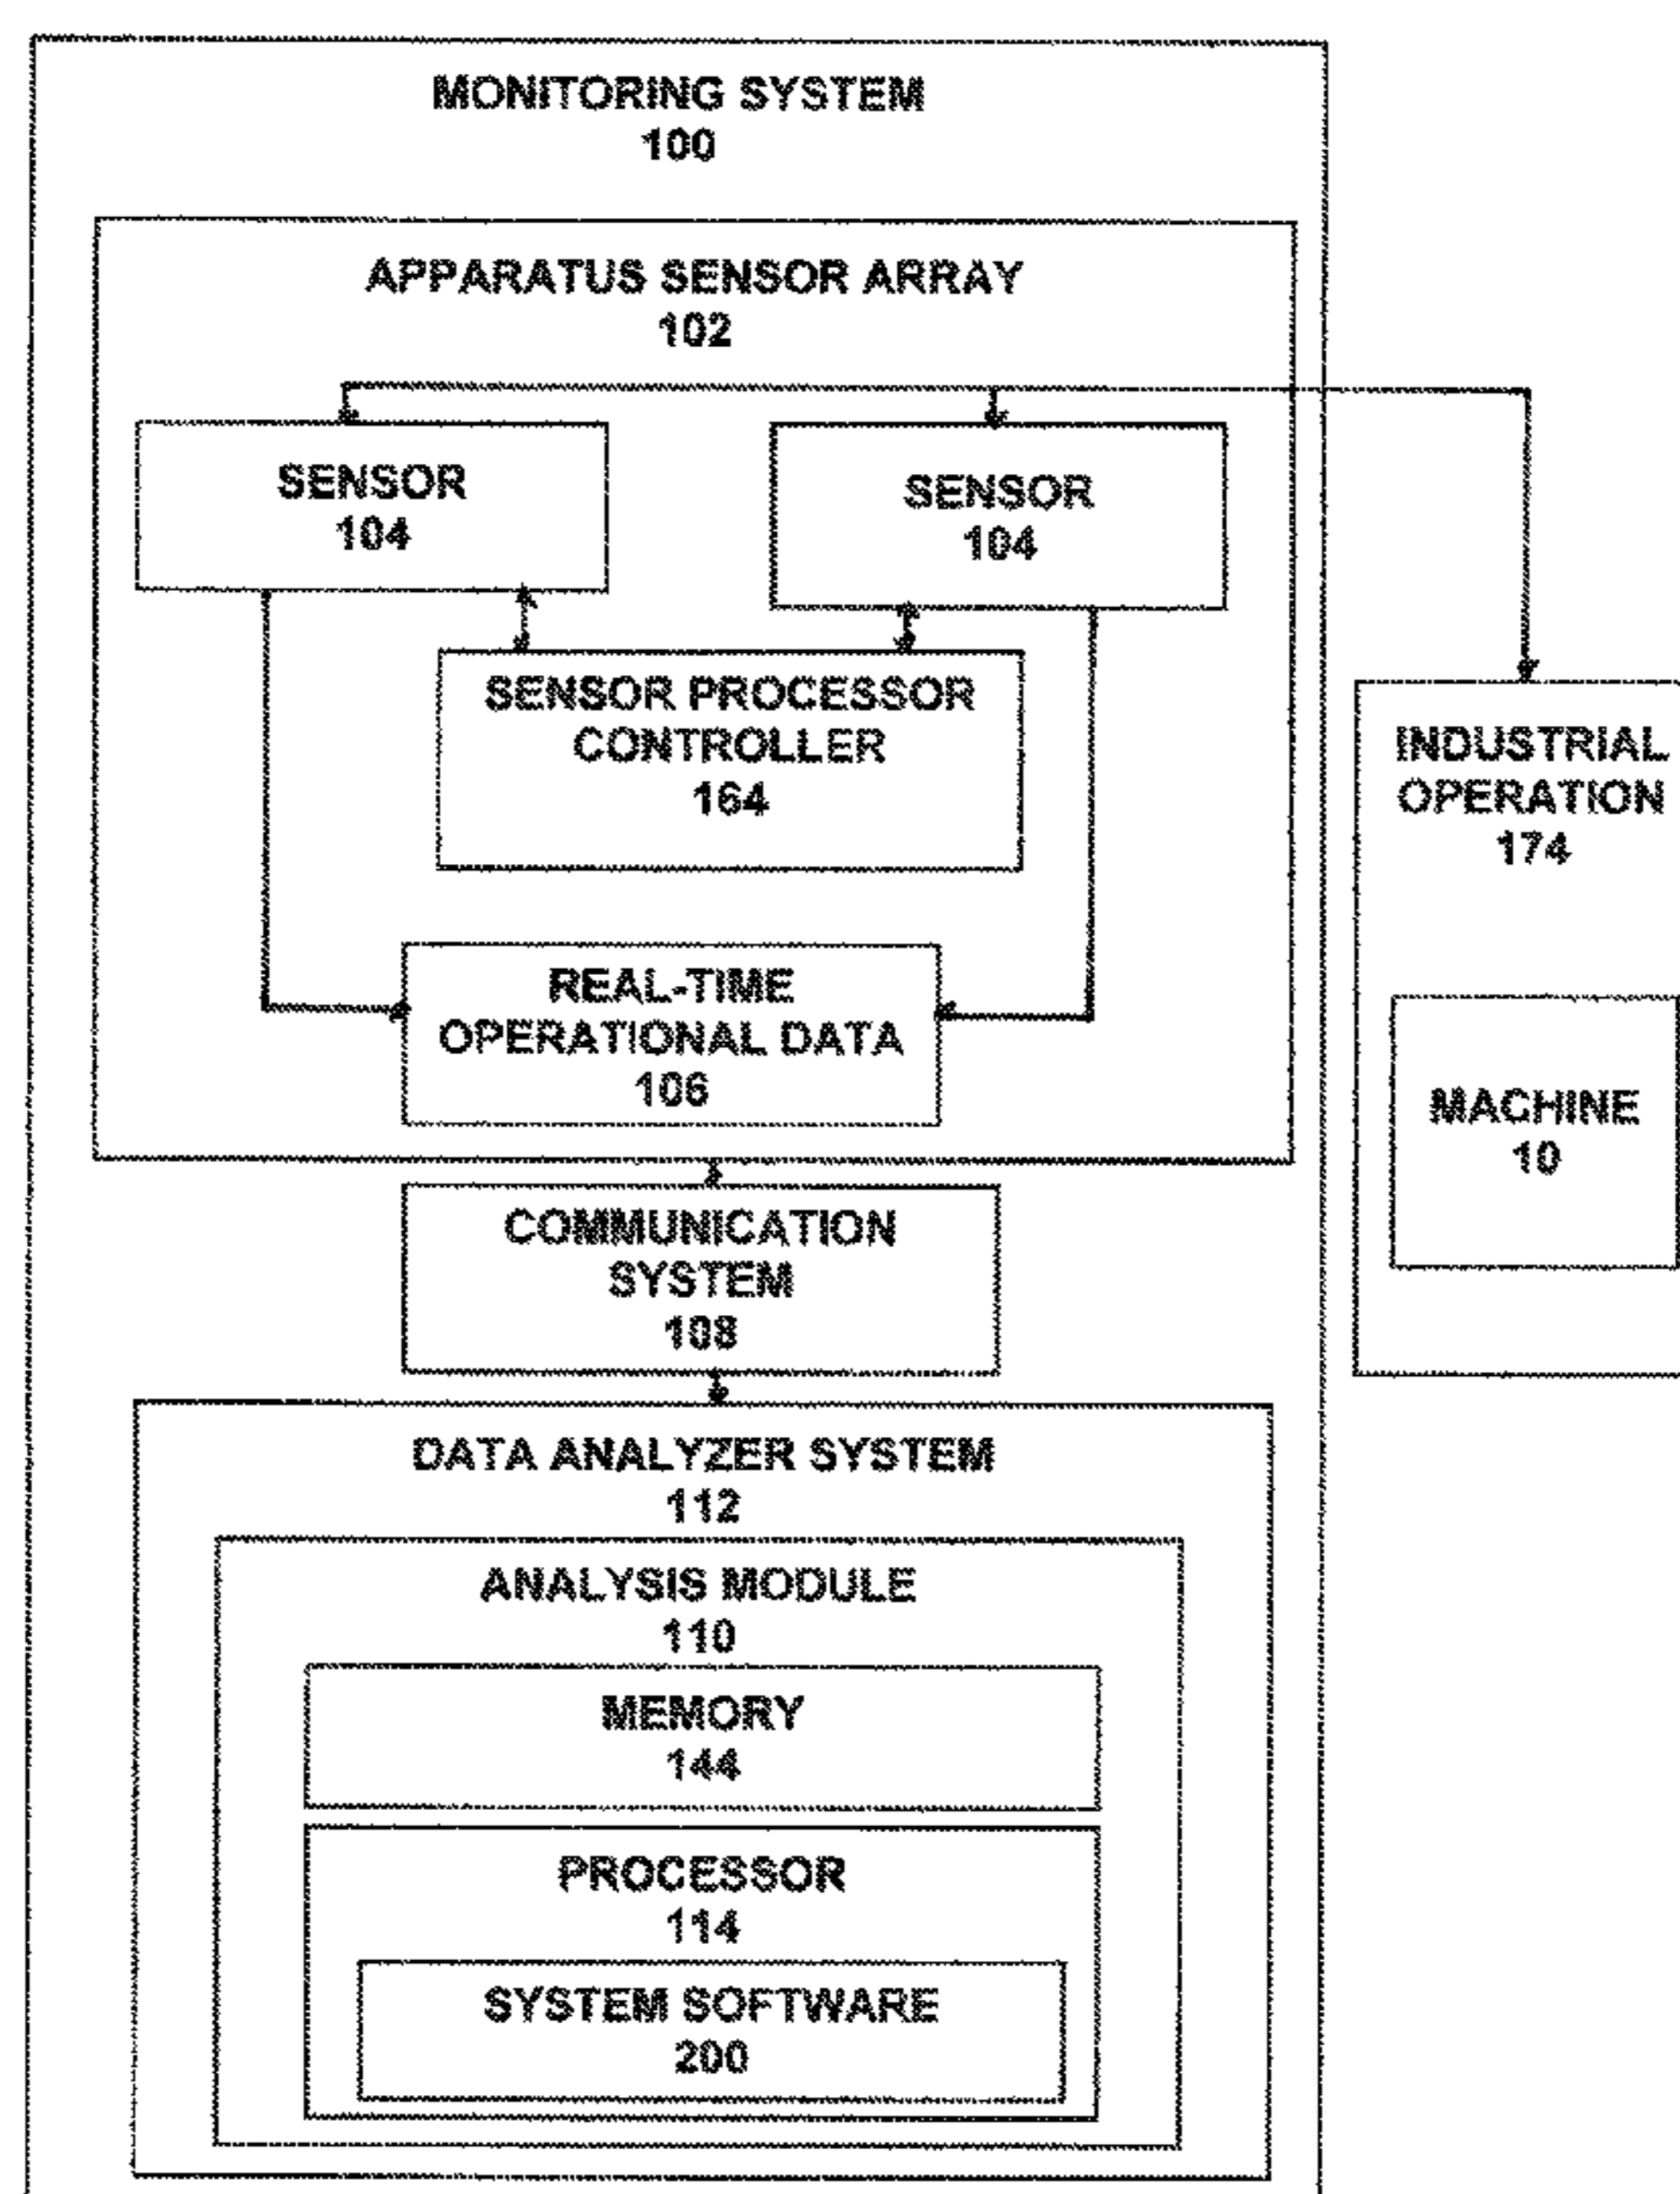 MONITORING SYSTEM
100
APPARATUS SENSOR ARRAY
102
SENSOR
104
SENSOR
104
SENSOR PROCESSOR
CONTROLLER
164
REAL-TIME
OPERATIONAL DATA
106
INDUSTRIAL
OPERATION
174
MACHINE
10
COMMUNICATION
SYSTEM
108
DATA ANALYZER SYSTEM
112
ANALYSIS MODULE
110
MEMORY
144
PROCESSOR
114
SYSTEM SOFTWARE
200